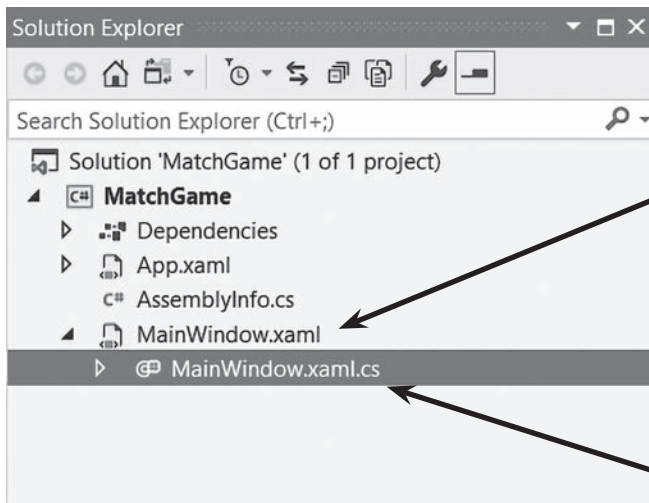 Solution Explorer
Search Solution Explorer (Ctrl+;)
Solution 'MatchGame' (1 of 1 project)
C# MatchGame
Dependencies
App.xaml
C# AssemblyInfo.cs
MainWindow.xaml
C# MainWindow.xaml.cs